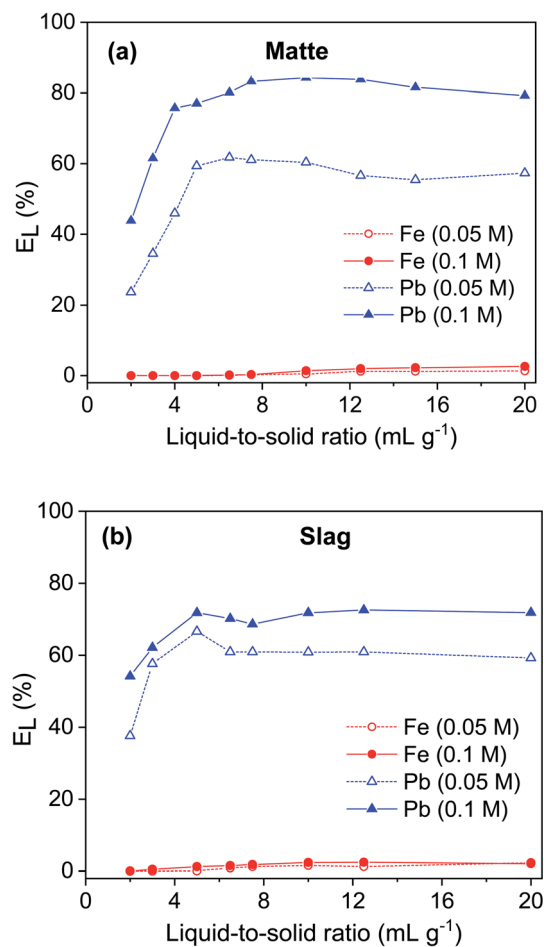 (a) Matte
100
80
60
40
20
0
E_L (%)
Fe (0.05 M)
Fe (0.1 M)
Pb (0.05 M)
Pb (0.1 M)
0 4 8 12 16 20
Liquid-to-solid ratio (mL g⁻¹)
(b) Slag
100
80
60
40
20
0
E_L (%)
Fe (0.05 M)
Fe (0.1 M)
Pb (0.05 M)
Pb (0.1 M)
0 4 8 12 16 20
Liquid-to-solid ratio (mL g⁻¹)